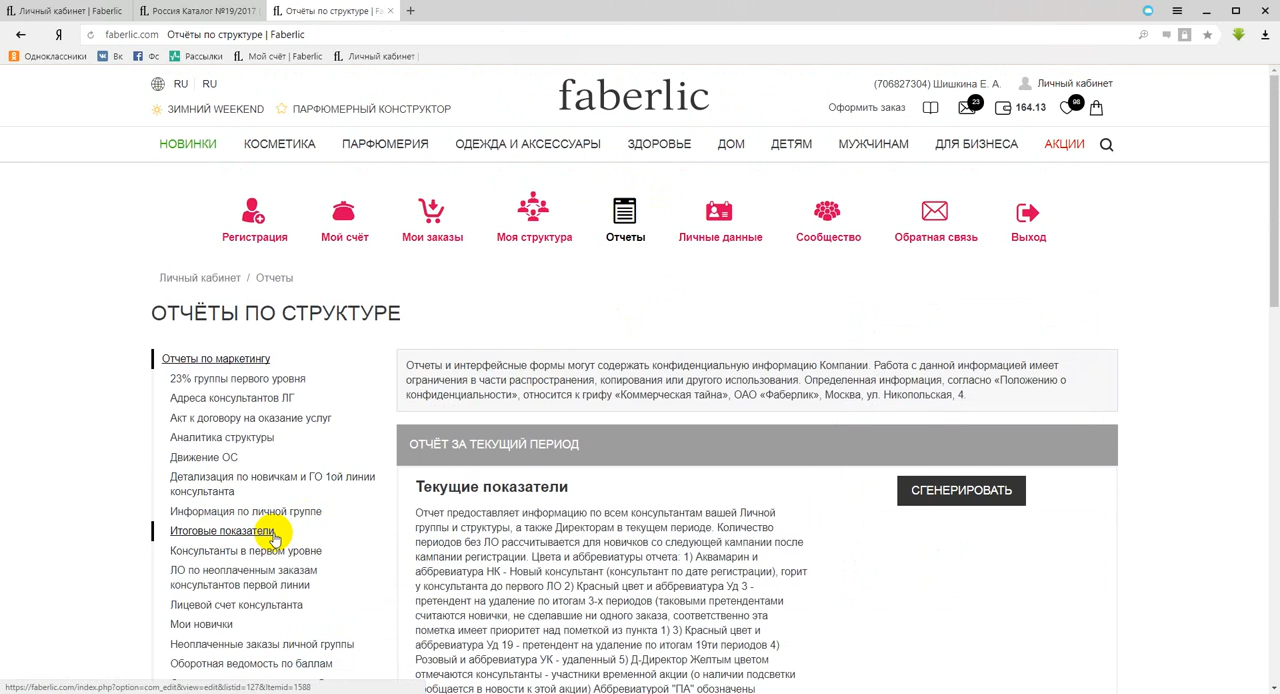 Личный кабинет | Faberlic
Россия Каталог №19/2017
Отчёты по структуре | Fa
faberlic.com Отчёты по структуре | Faberlic
Одноклассники Вк Фс Рассылки Мой счёт | Faberlic Личный кабинет
RU RU
faberlic
(706827304) Шишкина Е. А. Личный кабинет
ЗИМНИЙ WEEKEND ПАРФЮМЕРНЫЙ КОНСТРУКТОР
Оформить заказ 23 164.13 98
НОВИНКИ КОСМЕТИКА ПАРФЮМЕРИЯ ОДЕЖДА И АКСЕССУАРЫ ЗДОРОВЬЕ ДОМ ДЕТЯМ МУЖЧИНАМ ДЛЯ БИЗНЕСА АКЦИИ
Регистрация Мой счёт Мои заказы Моя структура Отчеты Личные данные Сообщество Обратная связь Выход
Личный кабинет / Отчеты
ОТЧЁТЫ ПО СТРУКТУРЕ
Отчеты по маркетингу
23% группы первого уровня
Адреса консультантов ЛГ
Акт к договору на оказание услуг
Аналитика структуры
Движение ОС
Детализация по новичкам и ГО 1ой линии
консультанта
Информация по личной группе
Итоговые показатели
Консультанты в первом уровне
ЛО по неоплаченным заказам
консультантов первой линии
Лицевой счет консультанта
Мои новички
Неоплаченные заказы личной группы
Оборотная ведомость по баллам
Отчеты и интерфейсные формы могут содержать конфиденциальную информацию Компании. Работа с данной информацией имеет
ограничения в части распространения, копирования или другого использования. Определенная информация, согласно «Положению о
конфиденциальности», относится к грифу «Коммерческая тайна», ОАО «Фаберлик», Москва, ул. Никопольская, 4.
ОТЧЁТ ЗА ТЕКУЩИЙ ПЕРИОД
Текущие показатели
СГЕНЕРИРОВАТЬ
Отчет предоставляет информацию по всем консультантам вашей Личной
группы и структуры, а также Директорам в текущем периоде. Количество
периодов без ЛО рассчитывается для новичков со следующей кампании после
кампании регистрации. Цвета и аббревиатуры отчета: 1) Аквамарин и
аббревиатура НК - Новый консультант (консультант по дате регистрации), горит
у консультанта до первого ЛО 2) Красный цвет и аббревиатура Уд 3 -
претендент на удаление по итогам 3-х периодов (таковыми претендентами
считаются новички, не сделавшие ни одного заказа, соответственно эта
пометка имеет приоритет над пометкой из пункта 1) 3) Красный цвет и
аббревиатура Уд 19 - претендент на удаление по итогам 19ти периодов 4)
Розовый и аббревиатура УК - удаленный 5) Д-Директор Желтым цветом
отмечаются консультанты - участники временной акции (о наличии подсветки
сообщается в новости к этой акции) Аббревиатурой "ПА" обозначены
https://faberlic.com/index.php?option=com_edit&view=edit&listid=127&Itemid=1588